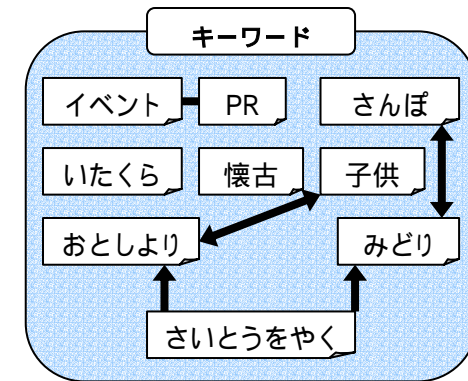 キーワード
イベント PR さんぽ
いたくら 懐古 子供
おとしより みどり
さいとうをやく